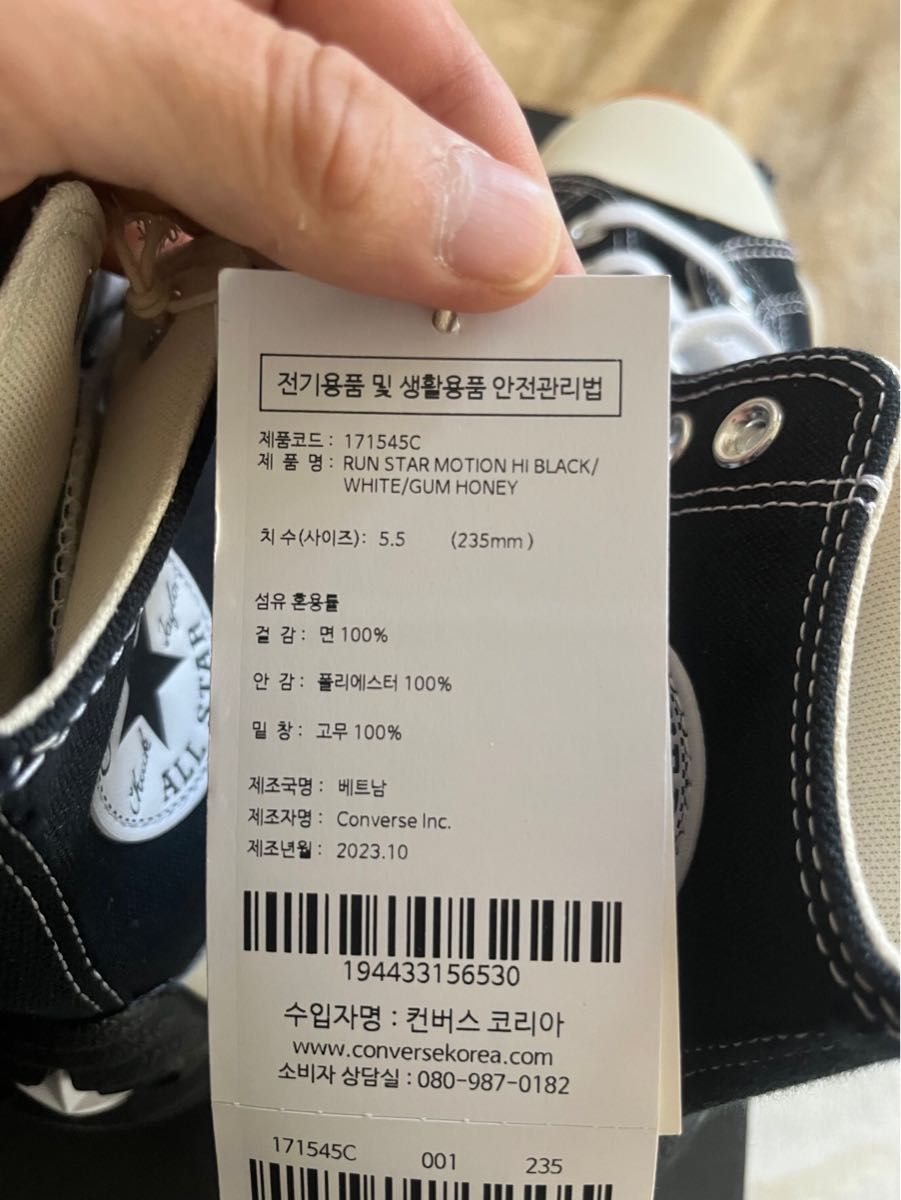 전기용품 및 생활용품 안전관리법
제품코드 : 171545C
제 품 명 : RUN STAR MOTION HI BLACK/
WHITE/GUM HONEY
치 수(사이즈) : 5.5 (235mm)
섬유 혼용률
겉 감 : 면 100%
안 감 : 폴리에스터 100%
밑 창 : 고무 100%
제조국명 : 베트남
제조자명 : Converse Inc.
제조년월 : 2023.10
194433156530
수입자명 : 컨버스 코리아
www.conversekorea.com
소비자 상담실 : 080-987-0182
171545C 001 235
ALL STAR